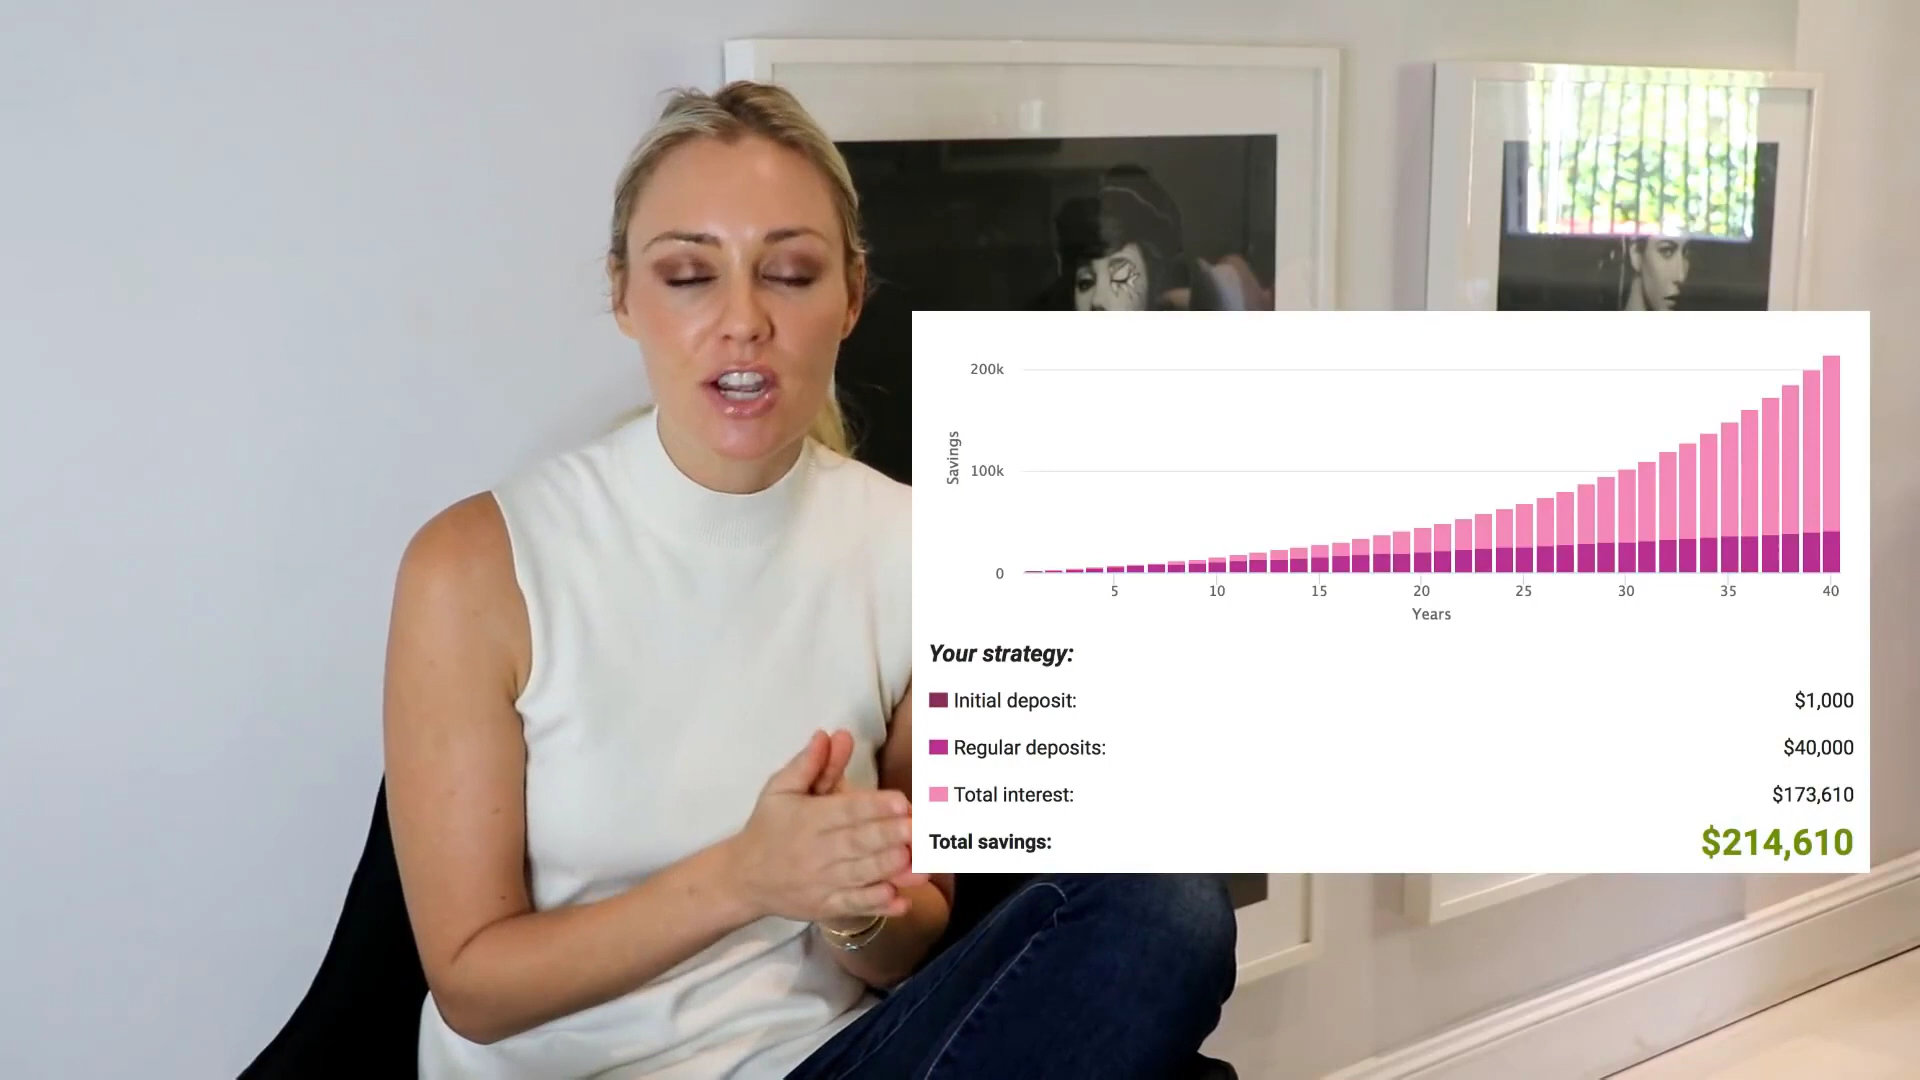 200k
100k
0
Savings
5 10 15 20 25 30 35 40
Years
Your strategy:
Initial deposit: $1,000
Regular deposits: $40,000
Total interest: $173,610
Total savings: $214,610